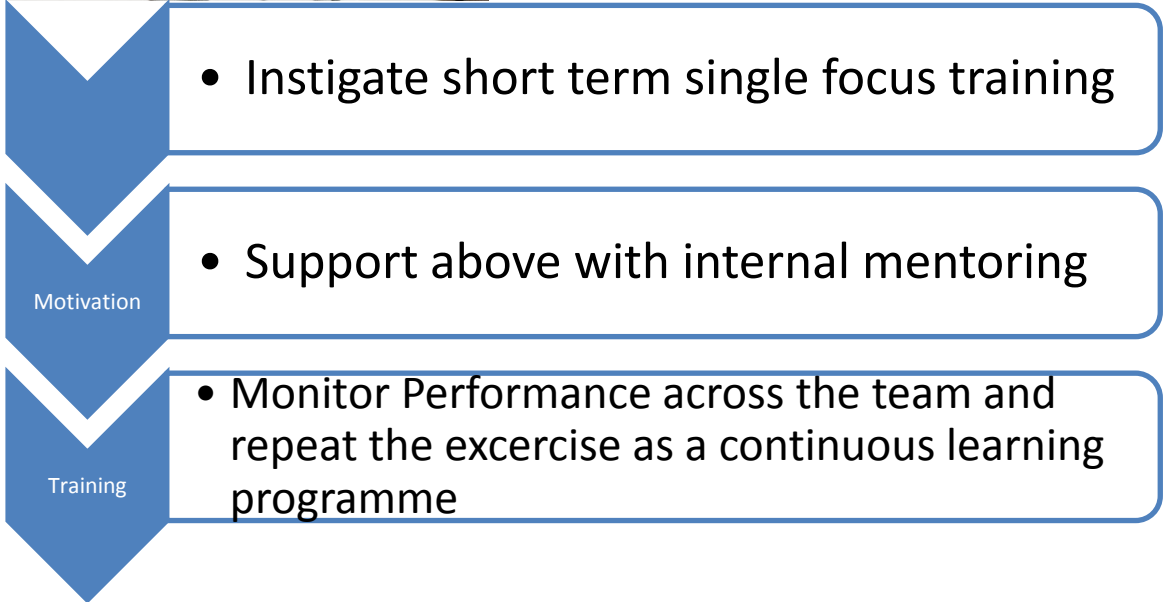 • Instigate short term single focus training
Motivation
• Support above with internal mentoring
Training
• Monitor Performance across the team and
repeat the excercise as a continuous learning
programme